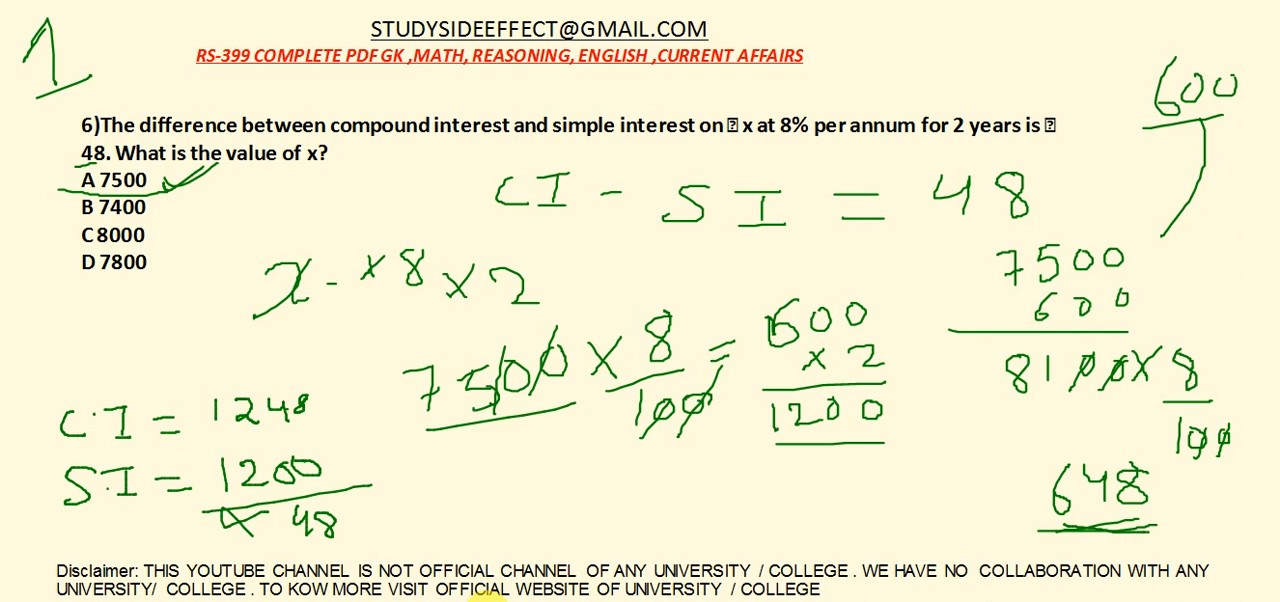 1
STUDYSIDEEFFECT@GMAIL.COM
RS-399 COMPLETE PDF GK ,MATH, REASONING, ENGLISH ,CURRENT AFFAIRS
600
6)The difference between compound interest and simple interest on x at 8% per annum for 2 years is
48. What is the value of x?
A 7500
B 7400
C 8000
D 7800
CI - SI = 48
x - × 8 × 2
7500
600
8100 × 8
100
648
7500 × 8 = 600
100
× 2
1200
C.I = 1248
S.I = 1200
48
Disclaimer: THIS YOUTUBE CHANNEL IS NOT OFFICIAL CHANNEL OF ANY UNIVERSITY / COLLEGE . WE HAVE NO COLLABORATION WITH ANY
UNIVERSITY/ COLLEGE . TO KOW MORE VISIT OFFICIAL WEBSITE OF UNIVERSITY / COLLEGE